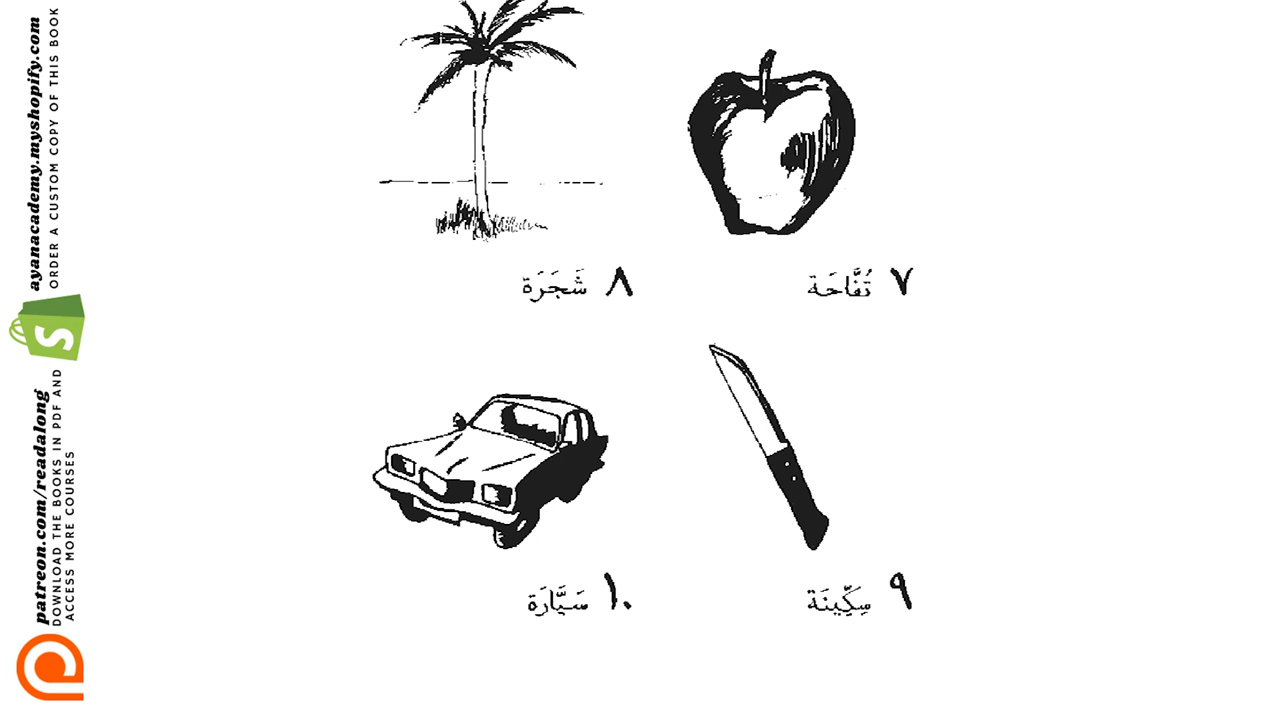 ٧ تُفَّاحَة
٨ شَجَرَة
٩ سِكِّينَة
١٠ سَيَّارَة
ayanacademy.myshopify.com
ORDER A CUSTOM COPY OF THIS BOOK
patreon.com/readalong
DOWNLOAD THE BOOKS IN PDF AND
ACCESS MORE COURSES